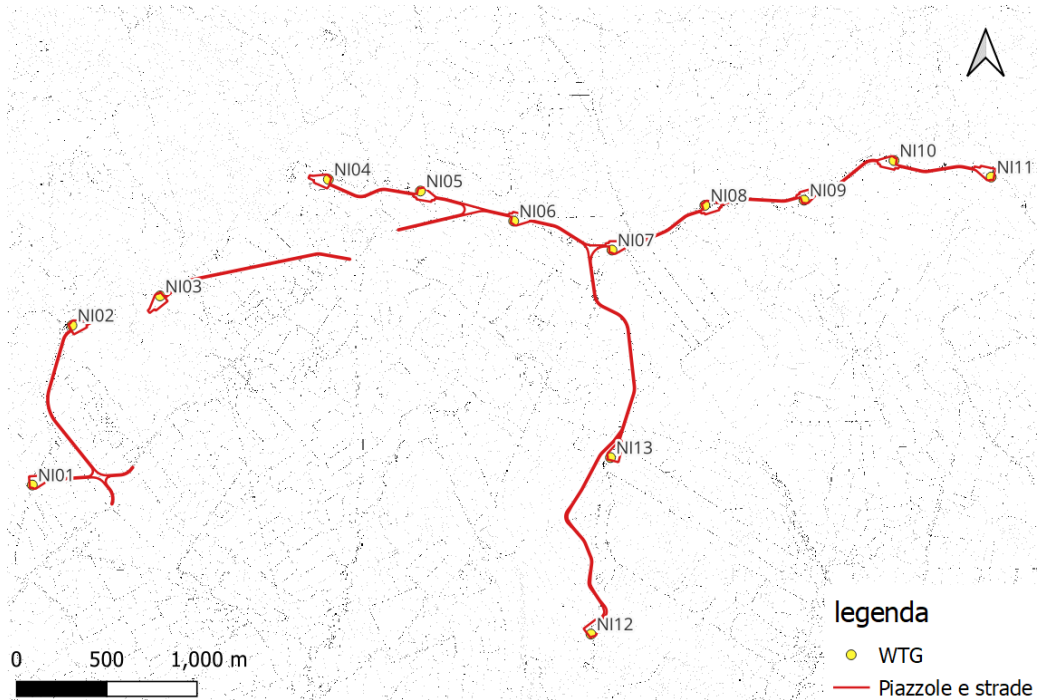 NI10
NI04
NI11
NI05
NI08
NI09
NI06
NI07
NI03
NI02
NI13
NI01
NI12
legenda
WTG
Piazzole e strade
0 500 1,000 m